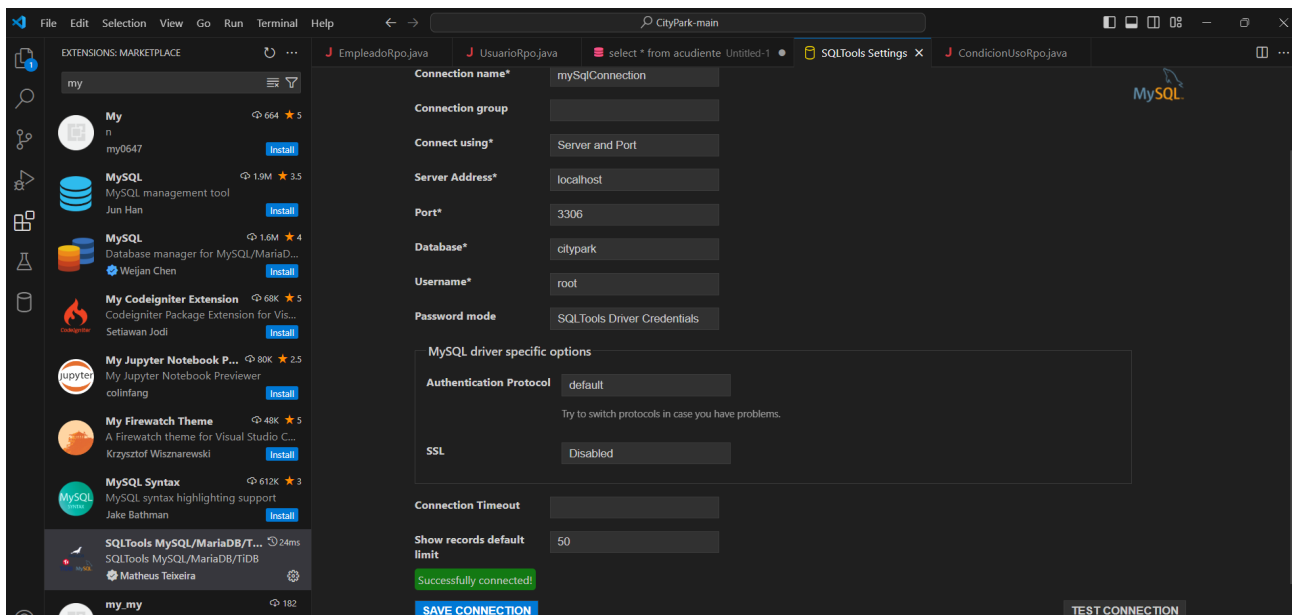 File Edit Selection View Go Run Terminal Help
CityPark-main
EXTENSIONS: MARKETPLACE
my
My 664 5
n
my0647 Install
MySQL 1.9M 3.5
MySQL management tool
Jun Han Install
MySQL 1.6M 4
Database manager for MySQL/MariaD...
Weijan Chen Install
My Codeigniter Extension 68K 5
Codeigniter Package Extension for Vis...
Setiawan Jodi Install
My Jupyter Notebook P... 80K 2.5
My Jupyter Notebook Previewer
colinfang Install
My Firewatch Theme 48K 5
A Firewatch theme for Visual Studio C...
Krzysztof Wisznarewski Install
MySQL Syntax 612K 3
MySQL syntax highlighting support
Jake Bathman Install
SQLTools MySQL/MariaDB/T... 24ms
SQLTools MySQL/MariaDB/TiDB
Matheus Teixeira
my_my 182
EmpleadoRpo.java UsuarioRpo.java select * from acudiente Untitled-1 SQLTools Settings CondicionUsoRpo.java
Connection name* mySqlConnection
MySQL
Connection group
Connect using* Server and Port
Server Address* localhost
Port* 3306
Database* citypark
Username* root
Password mode SQLTools Driver Credentials
MySQL driver specific options
Authentication Protocol default
Try to switch protocols in case you have problems.
SSL Disabled
Connection Timeout
Show records default limit 50
Successfully connected!
SAVE CONNECTION TEST CONNECTION